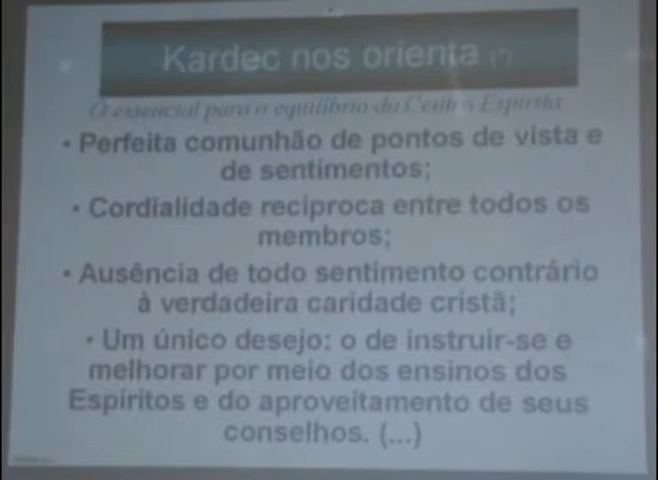 Kardec nos orienta (*)
O essencial para o equilíbrio do Centro Espírita
• Perfeita comunhão de pontos de vista e
de sentimentos;
• Cordialidade reciproca entre todos os
membros;
• Ausência de todo sentimento contrário
à verdadeira caridade cristã;
• Um único desejo: o de instruir-se e
melhorar por meio dos ensinos dos
Espíritos e do aproveitamento de seus
conselhos. (...)